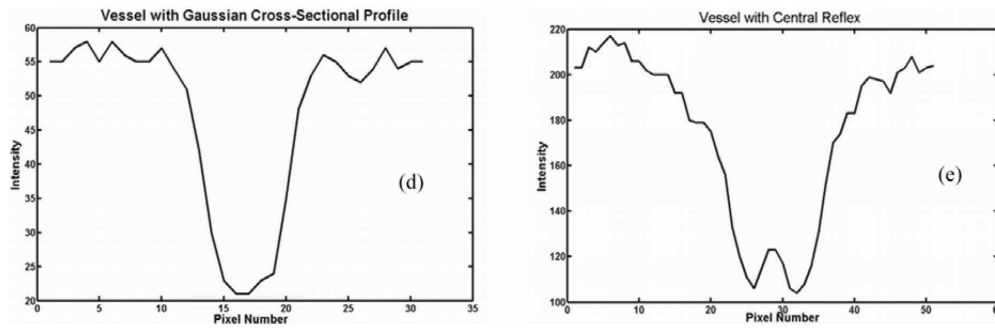 Vessel with Gaussian Cross-Sectional Profile
60
55
50
45
40
35
30
25
20
Intensity
(d)
0 5 10 15 20 25 30 35
Pixel Number
Vessel with Central Reflex
220
200
180
160
140
120
100
Intensity
(e)
0 10 20 30 40 50 60
Pixel Number